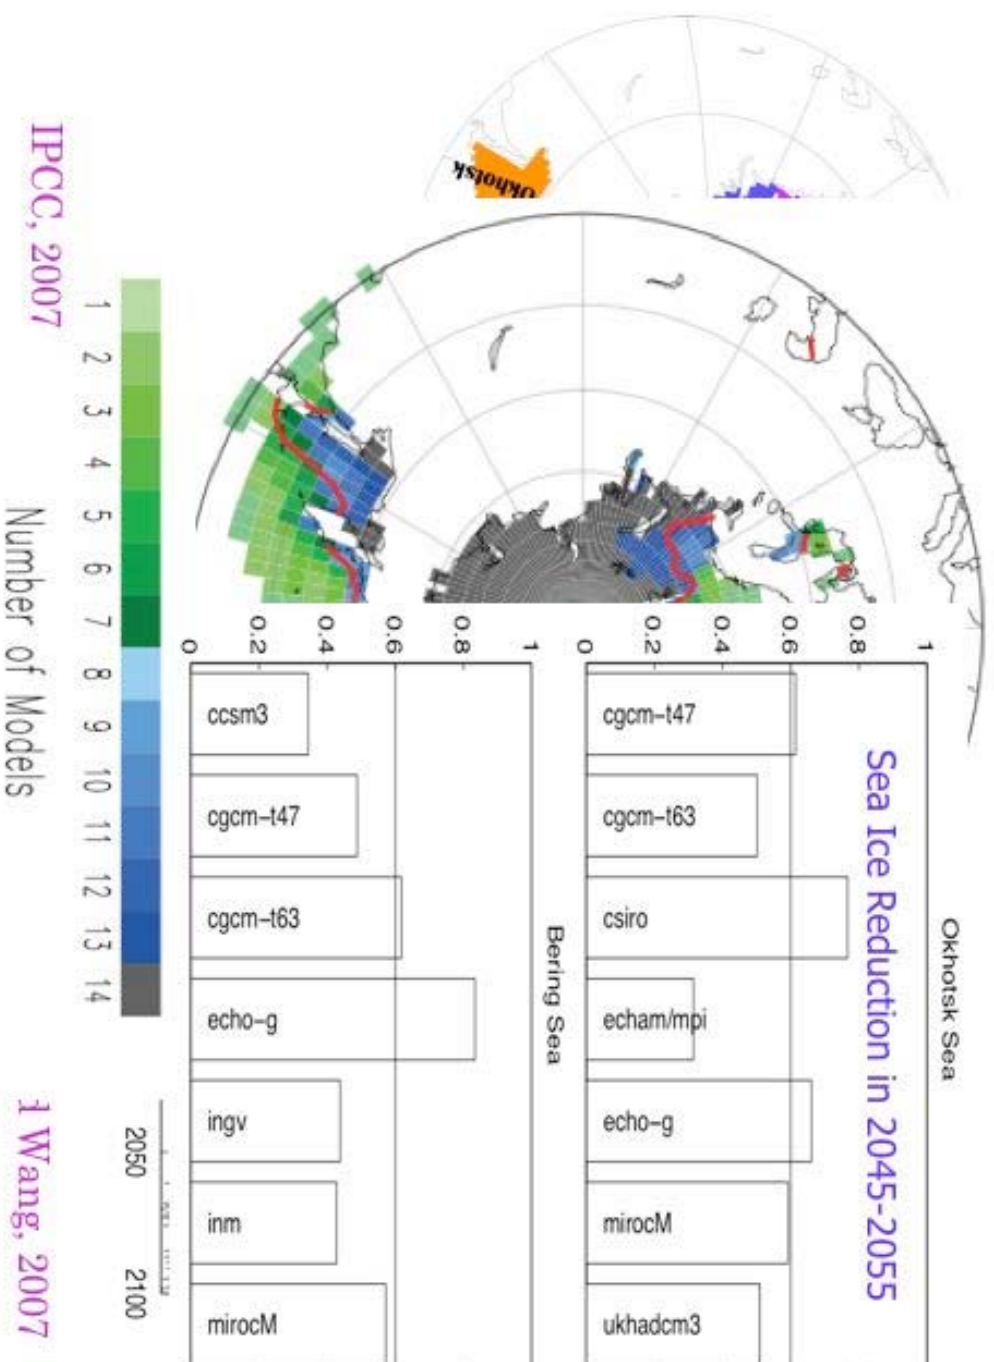 Okhotsk
Okhotsk Sea
Sea Ice Reduction in 2045-2055
1
0.8
0.6
0.4
0.2
0
cgcm-t47
cgcm-t63
csiro
echam/mpi
echo-g
mirocM
ukhadcm3
Bering Sea
1
0.8
0.6
0.4
0.2
0
ccsm3
cgcm-t47
cgcm-t63
echo-g
ingv
inm
mirocM
2050
2100
1 2 3 4 5 6 7 8 9 10 11 12 13 14
Number of Models
IPCC, 2007
Wang, 2007